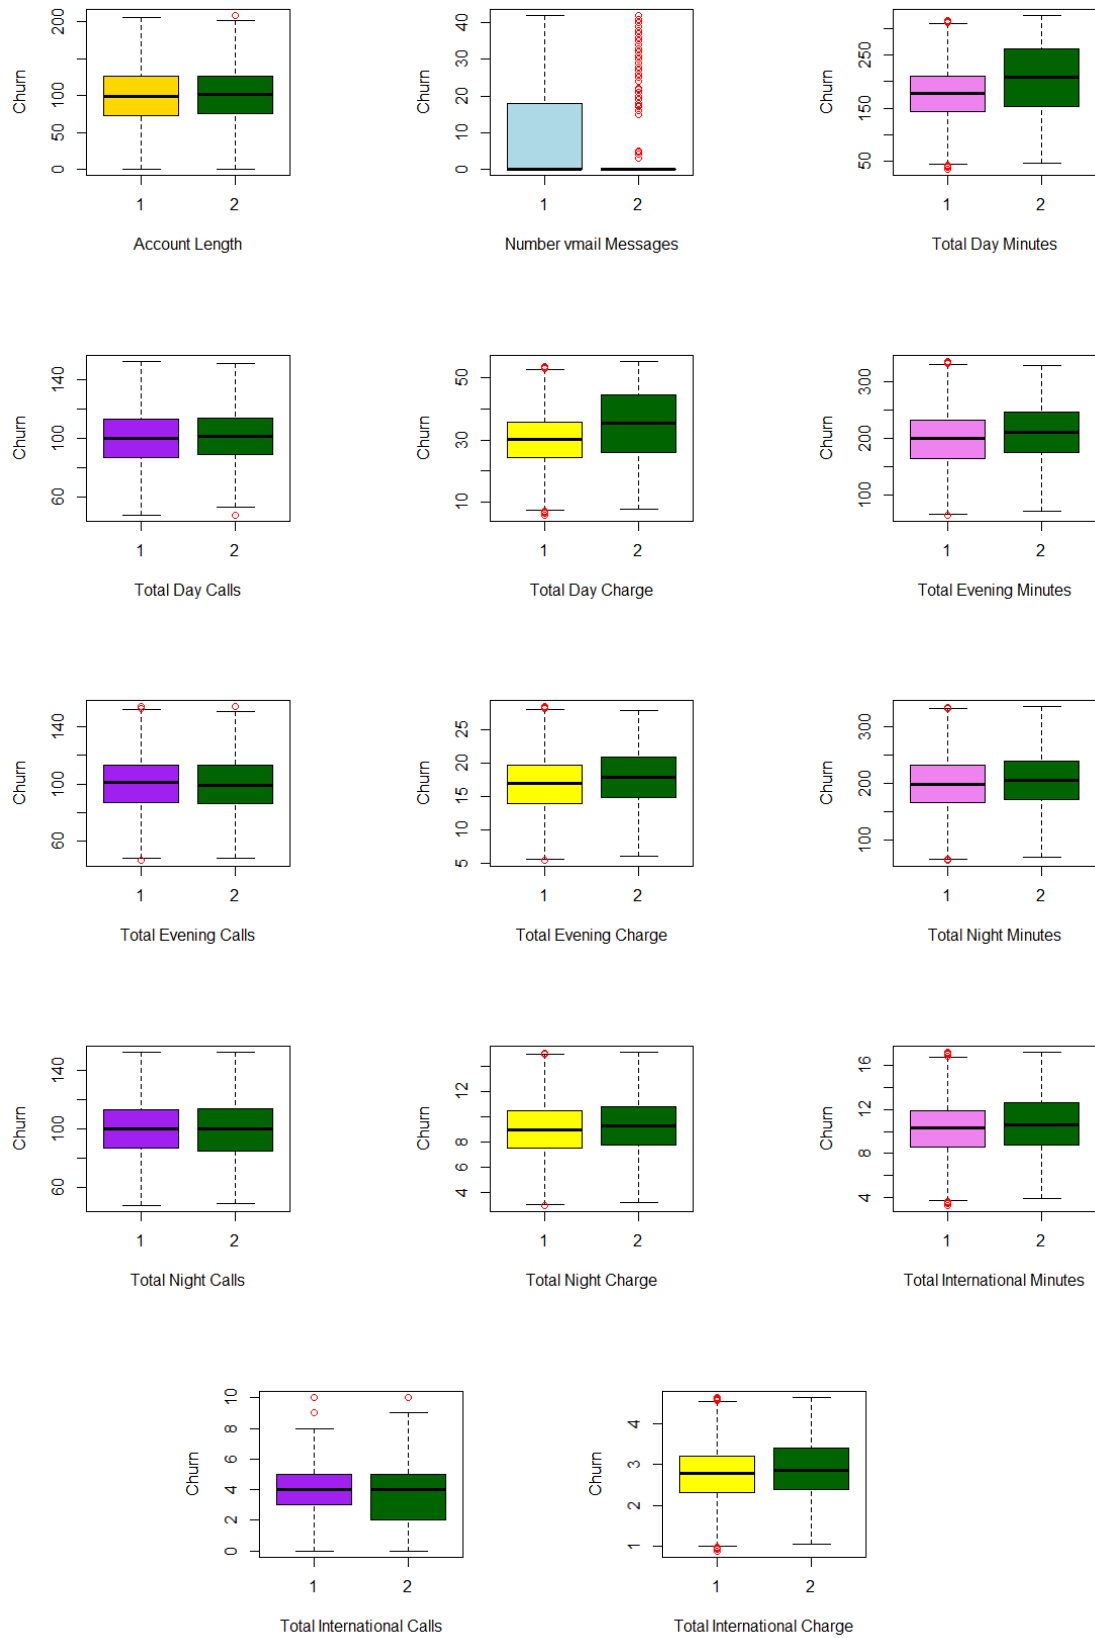 Churn
0 50 100 200
1 2
Account Length
Churn
0 10 20 30 40
1 2
Number vmail Messages
Churn
50 150 250
1 2
Total Day Minutes
Churn
60 100 140
1 2
Total Day Calls
Churn
10 30 50
1 2
Total Day Charge
Churn
100 200 300
1 2
Total Evening Minutes
Churn
60 100 140
1 2
Total Evening Calls
Churn
5 10 15 20 25
1 2
Total Evening Charge
Churn
100 200 300
1 2
Total Night Minutes
Churn
60 100 140
1 2
Total Night Calls
Churn
4 6 8 12
1 2
Total Night Charge
Churn
4 8 12 16
1 2
Total International Minutes
Churn
0 2 4 6 8 10
1 2
Total International Calls
Churn
1 2 3 4
1 2
Total International Charge